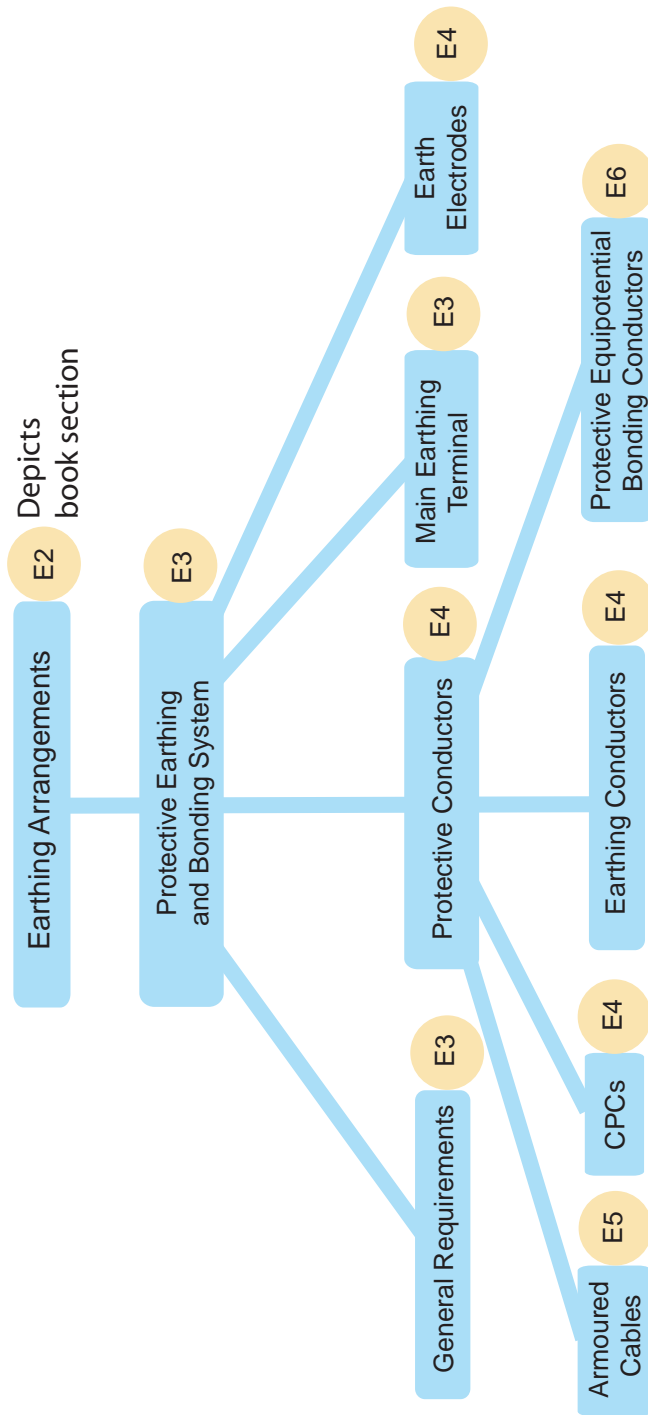 Earthing Arrangements
E2
Depicts
book section
Protective Earthing
and Bonding System
E3
General Requirements
E3
Protective Conductors
E4
Main Earthing
Terminal
E3
Earth
Electrodes
E4
Armoured
Cables
E5
CPCs
E4
Earthing Conductors
E4
Protective Equipotential
Bonding Conductors
E6